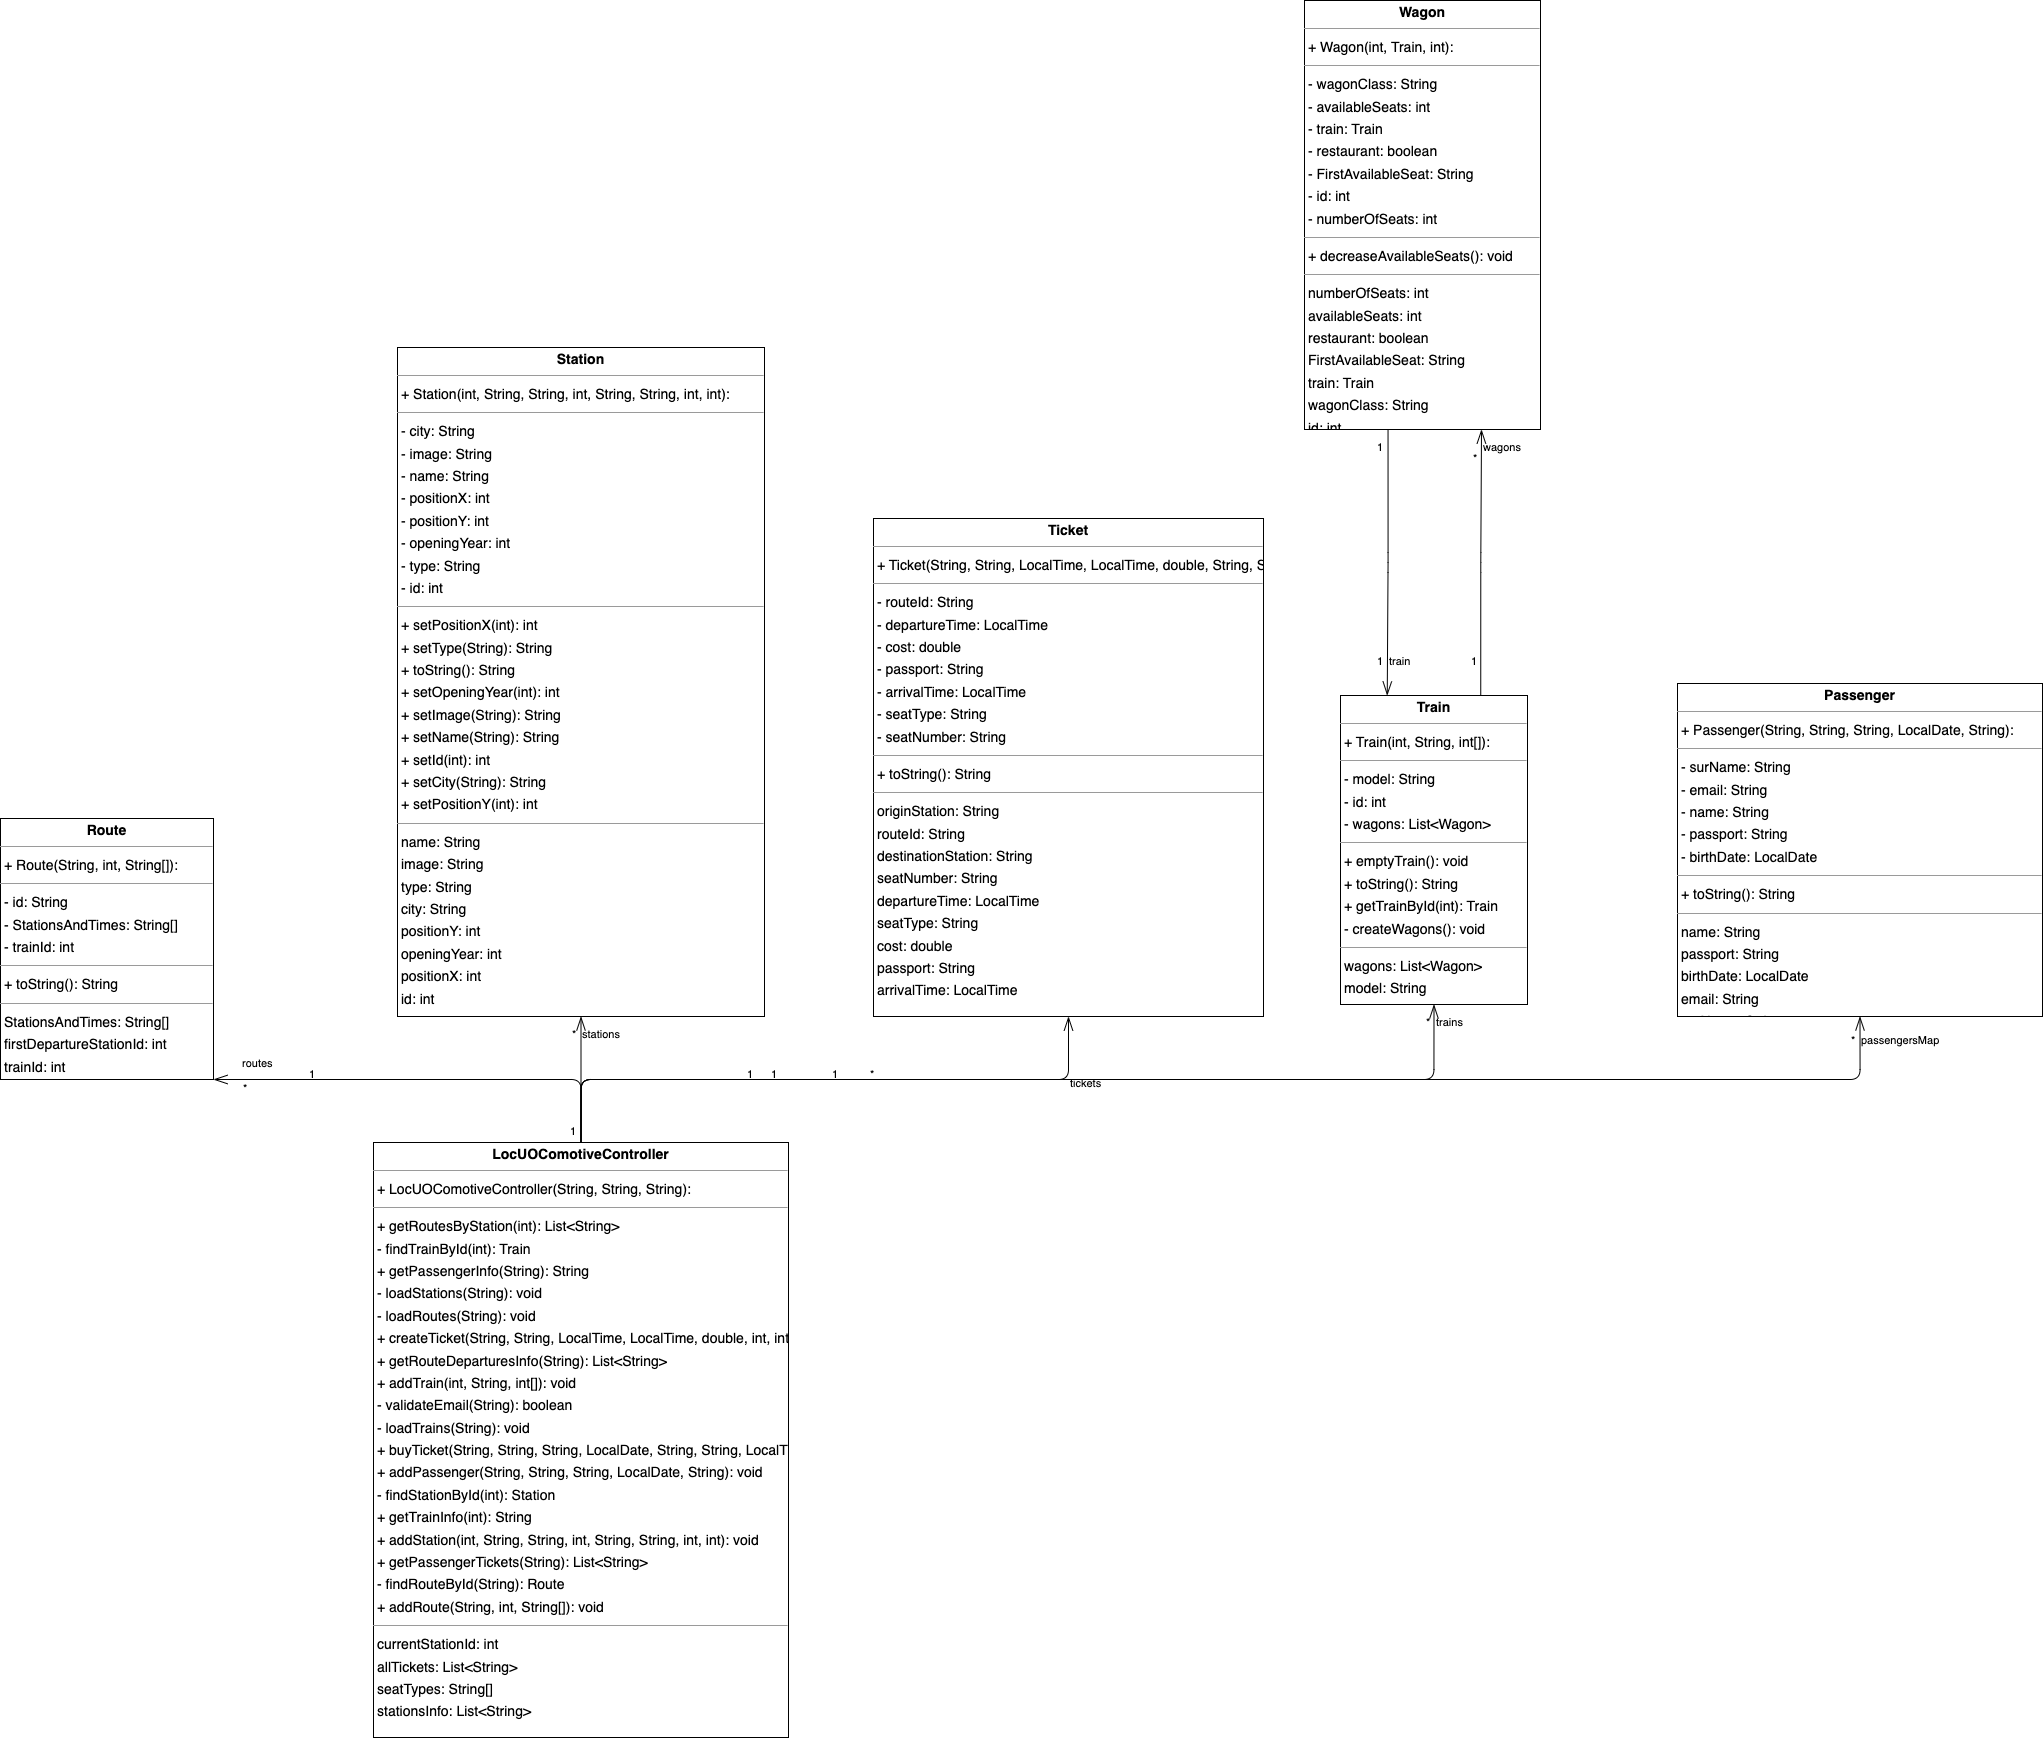 Wagon
+ Wagon(int, Train, int):
- wagonClass: String
- availableSeats: int
- train: Train
- restaurant: boolean
- FirstAvailableSeat: String
- id: int
- numberOfSeats: int
+ decreaseAvailableSeats(): void
numberOfSeats: int
availableSeats: int
restaurant: boolean
FirstAvailableSeat: String
train: Train
wagonClass: String
id: int
1
wagons
*
1 train
1
Station
+ Station(int, String, String, int, String, String, int, int):
- city: String
- image: String
- name: String
- positionX: int
- positionY: int
- openingYear: int
- type: String
- id: int
+ setPositionX(int): int
+ setType(String): String
+ toString(): String
+ setOpeningYear(int): int
+ setImage(String): String
+ setName(String): String
+ setId(int): int
+ setCity(String): String
+ setPositionY(int): int
name: String
image: String
type: String
city: String
positionY: int
openingYear: int
positionX: int
id: int
* stations
Ticket
+ Ticket(String, String, LocalTime, LocalTime, double, String, S
- routeId: String
- departureTime: LocalTime
- cost: double
- passport: String
- arrivalTime: LocalTime
- seatType: String
- seatNumber: String
+ toString(): String
originStation: String
routeId: String
destinationStation: String
seatNumber: String
departureTime: LocalTime
seatType: String
cost: double
passport: String
arrivalTime: LocalTime
Train
+ Train(int, String, int[]):
- model: String
- id: int
- wagons: List<Wagon>
+ emptyTrain(): void
+ toString(): String
+ getTrainById(int): Train
- createWagons(): void
wagons: List<Wagon>
model: String
* trains
Passenger
+ Passenger(String, String, String, LocalDate, String):
- surName: String
- email: String
- name: String
- passport: String
- birthDate: LocalDate
+ toString(): String
name: String
passport: String
birthDate: LocalDate
email: String
* passengersMap
Route
+ Route(String, int, String[]):
- id: String
- StationsAndTimes: String[]
- trainId: int
+ toString(): String
StationsAndTimes: String[]
firstDepartureStationId: int
trainId: int
routes
*
1
1
1
1
*
tickets
1
LocUOComotiveController
+ LocUOComotiveController(String, String, String):
+ getRoutesByStation(int): List<String>
- findTrainById(int): Train
+ getPassengerInfo(String): String
- loadStations(String): void
- loadRoutes(String): void
+ createTicket(String, String, LocalTime, LocalTime, double, int, int
+ getRouteDeparturesInfo(String): List<String>
+ addTrain(int, String, int[]): void
- validateEmail(String): boolean
- loadTrains(String): void
+ buyTicket(String, String, String, LocalDate, String, String, LocalT
+ addPassenger(String, String, String, LocalDate, String): void
- findStationById(int): Station
+ getTrainInfo(int): String
+ addStation(int, String, String, int, String, String, int, int): void
+ getPassengerTickets(String): List<String>
- findRouteById(String): Route
+ addRoute(String, int, String[]): void
currentStationId: int
allTickets: List<String>
seatTypes: String[]
stationsInfo: List<String>